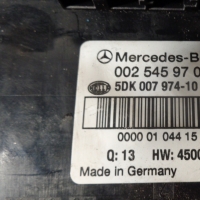 Mercedes-B
002 545 97 0
HELLA 5DK 007 974-10
0000 01 044 15
Q: 13 HW: 4500
Made in Germany